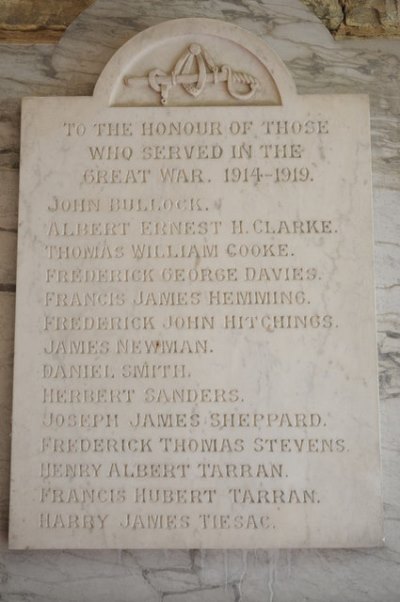 TO THE HONOUR OF THOSE
WHO SERVED IN THE
GREAT WAR. 1914-1919.
JOHN BULLOCK.
ALBERT ERNEST H. CLARKE.
THOMAS WILLIAM COOKE.
FREDERICK GEORGE DAVIES.
FRANCIS JAMES HEMMING.
FREDERICK JOHN HITCHINGS.
JAMES NEWMAN.
DANIEL SMITH.
HERBERT SANDERS.
JOSEPH JAMES SHEPPARD.
FREDERICK THOMAS STEVENS.
HENRY ALBERT TARRAN.
FRANCIS HUBERT TARRAN.
HARRY JAMES TIESAC.